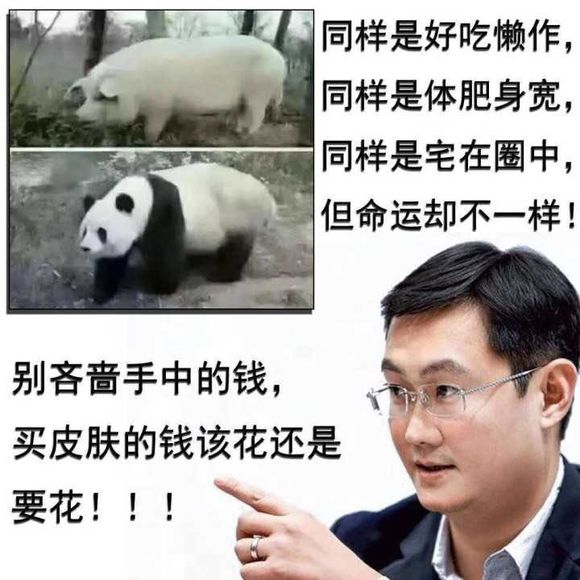 同样是好吃懒作，
同样是体肥身宽，
同样是宅在圈中，
但命运却不一样！
别吝啬手中的钱，
买皮肤的钱该花还是
要花！！！